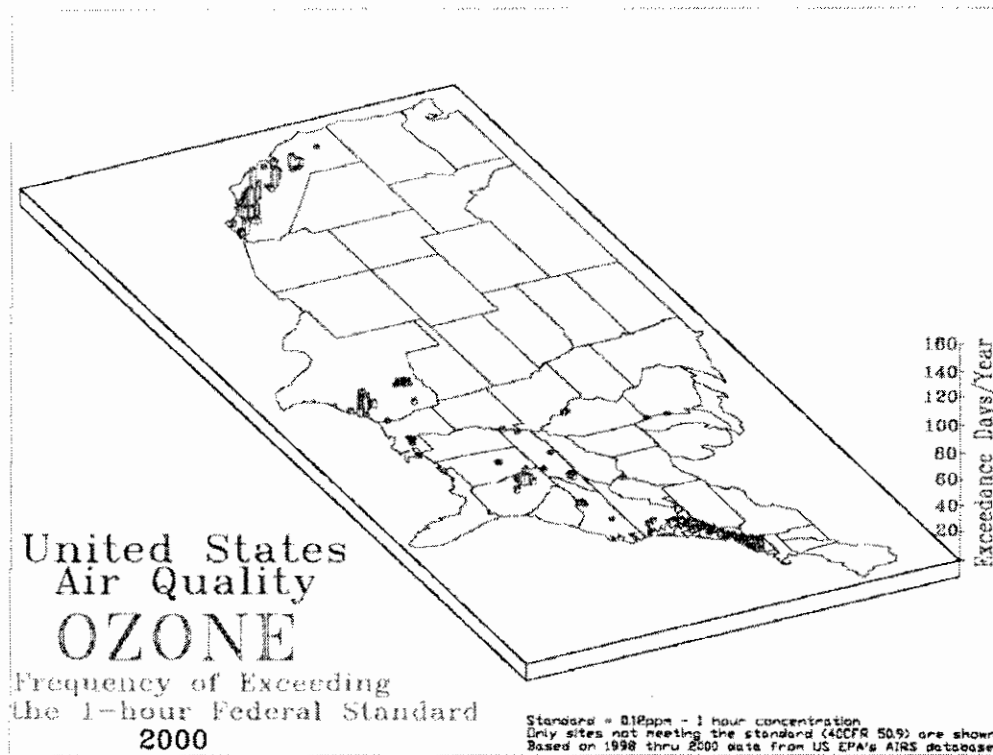 160
140
120
100
80
60
40
20
Exceedance Days/Year
United States
Air Quality
OZONE
Frequency of Exceeding
the 1-hour Federal Standard
2000
Standard = 0.12ppm - 1 hour concentration
Only sites not meeting the standard (40CFR 50.9) are shown
Based on 1998 thru 2000 data from US EPA's AIRS database